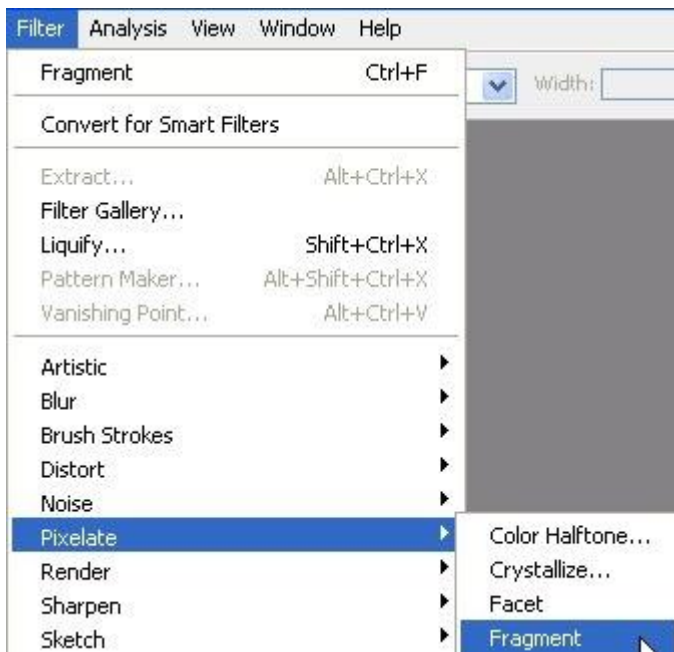 Filter Analysis View Window Help
Fragment Ctrl+F
Width:
Convert for Smart Filters
Extract... Alt+Ctrl+X
Filter Gallery...
Liquify... Shift+Ctrl+X
Pattern Maker... Alt+Shift+Ctrl+X
Vanishing Point... Alt+Ctrl+V
Artistic
Blur
Brush Strokes
Distort
Noise
Pixelate
Render
Sharpen
Sketch
Color Halftone...
Crystallize...
Facet
Fragment